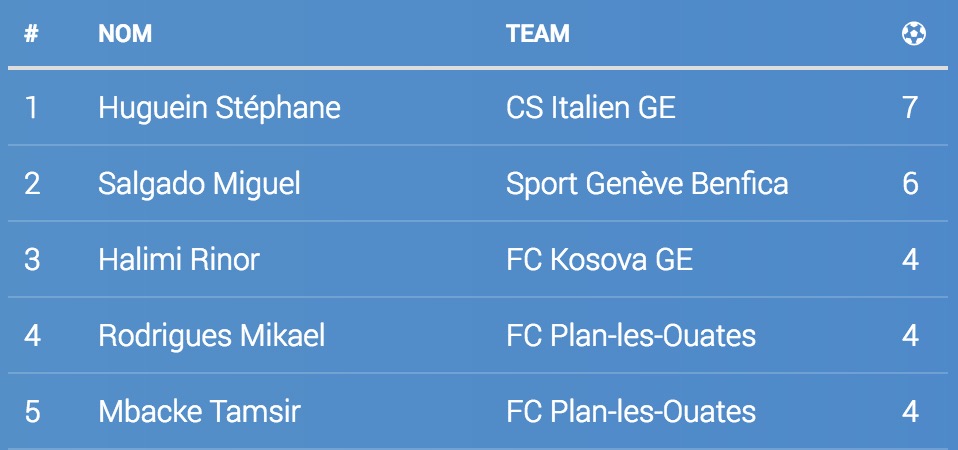 # NOM TEAM
1 Huguein Stéphane CS Italien GE 7
2 Salgado Miguel Sport Genève Benfica 6
3 Halimi Rinor FC Kosova GE 4
4 Rodrigues Mikael FC Plan-les-Ouates 4
5 Mbacke Tamsir FC Plan-les-Ouates 4